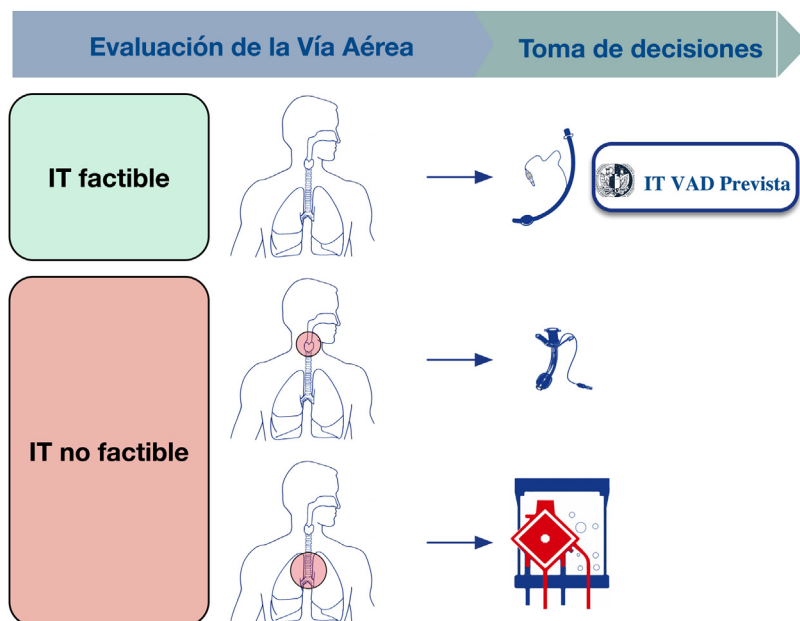 Evaluación de la Vía Aérea
Toma de decisiones
IT factible
IT VAD Prevista
IT no factible